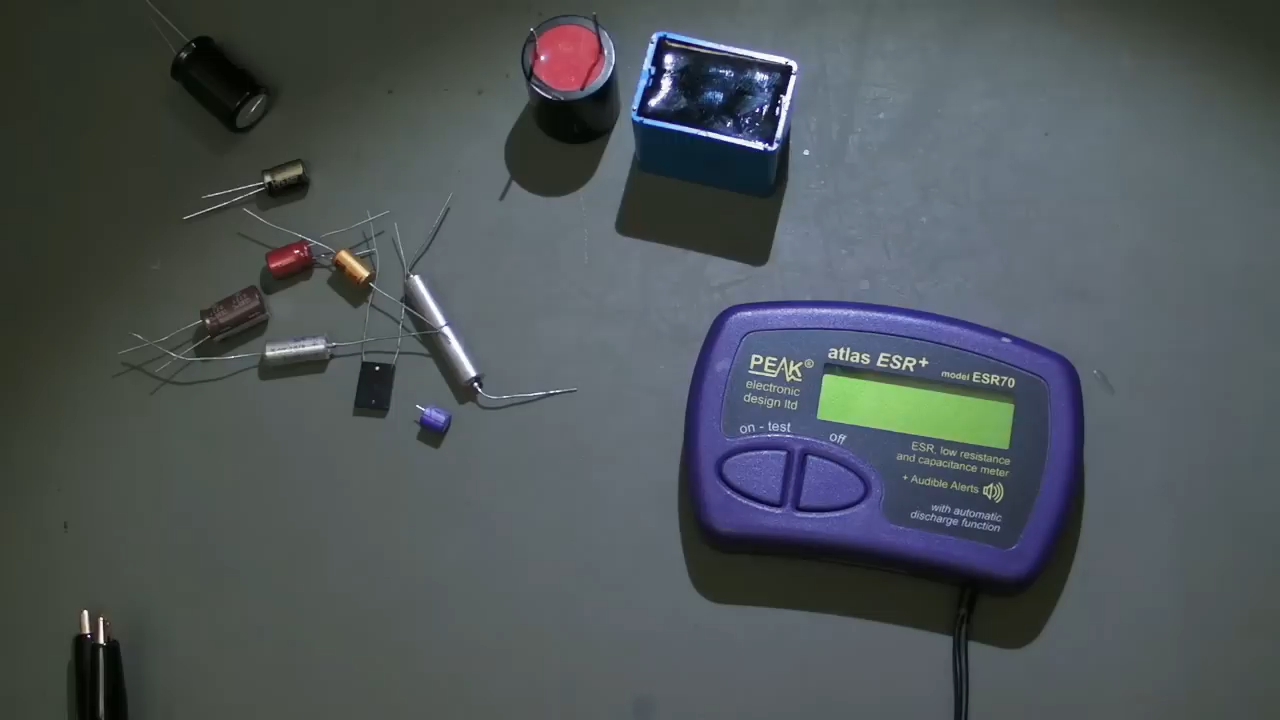 PEAK®
electronic
design ltd
atlas ESR+
model ESR70
on - test
off
ESR, low resistance
and capacitance meter
+ Audible Alerts
with automatic
discharge function